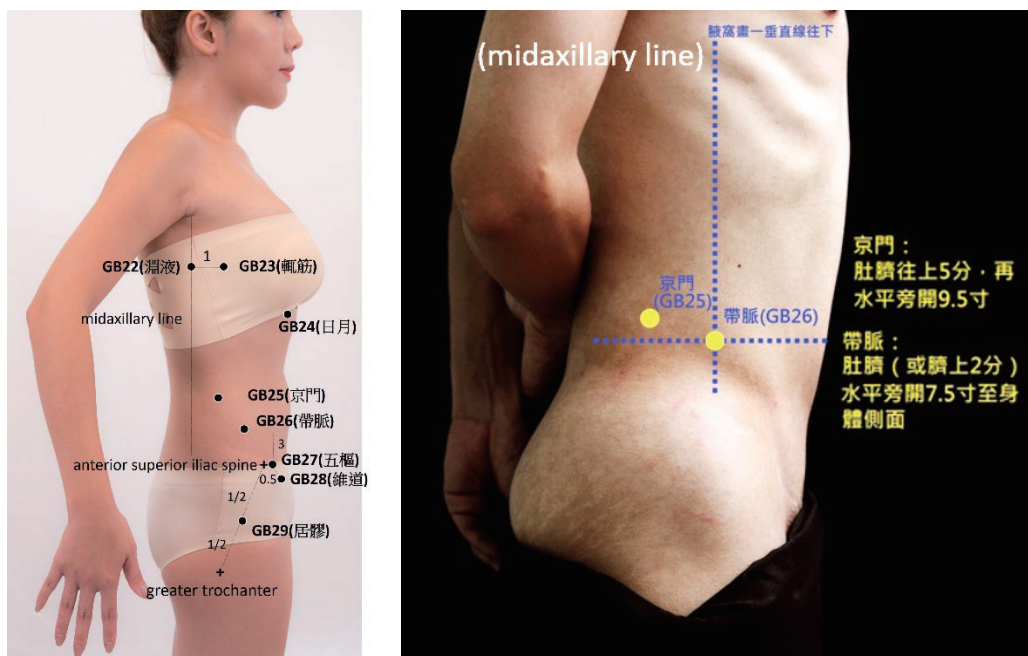 1
GB22(淵液)
GB23(輒筋)
midaxillary line
GB24(日月)
GB25(京門)
GB26(帶脈)
3
anterior superior iliac spine
GB27(五樞)
0.5
GB28(維道)
1/2
GB29(居髎)
1/2
greater trochanter
腋窩畫一垂直線往下
(midaxillary line)
京門
(GB25)
帶脈(GB26)
京門：
肚臍往上5分，再
水平旁開9.5寸
帶脈：
肚臍（或臍上2分）
水平旁開7.5寸至身
體側面